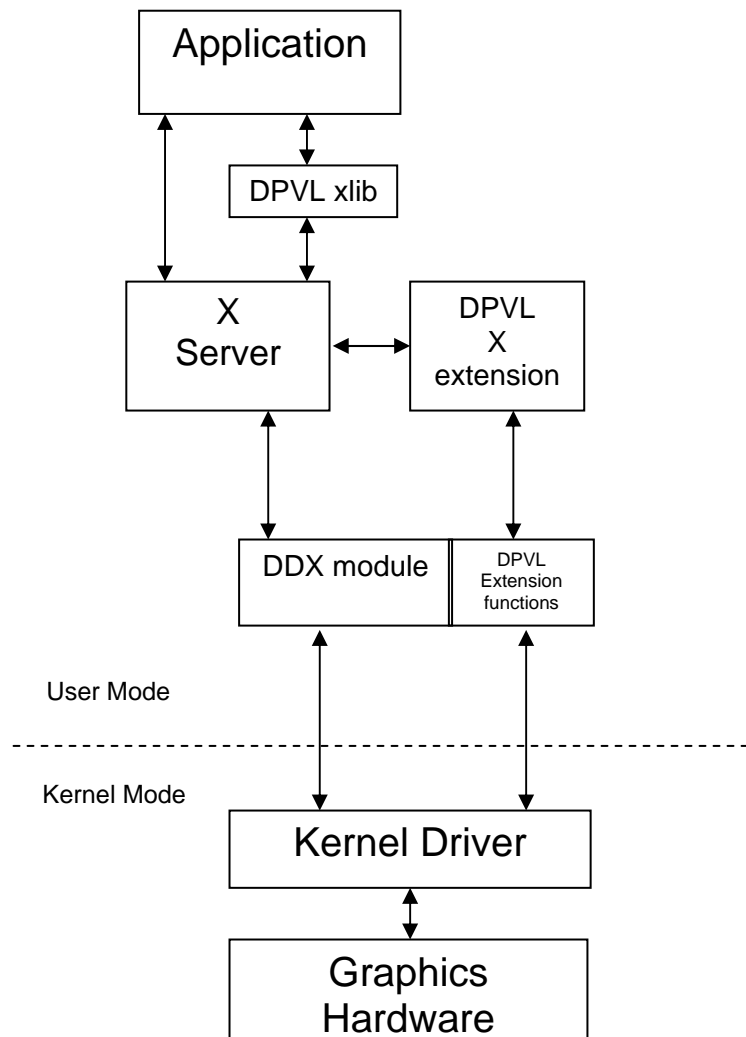 Application
DPVL xlib
X
Server
DPVL
X
extension
DDX module
DPVL
Extension
functions
User Mode
Kernel Mode
Kernel Driver
Graphics
Hardware